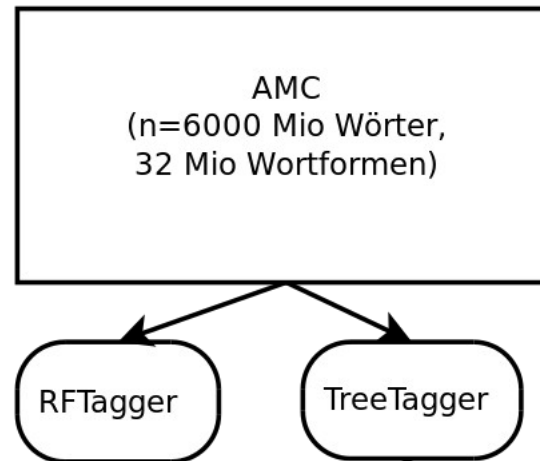 AMC
(n=6000 Mio Wörter,
32 Mio Wortformen)
RFTagger
TreeTagger